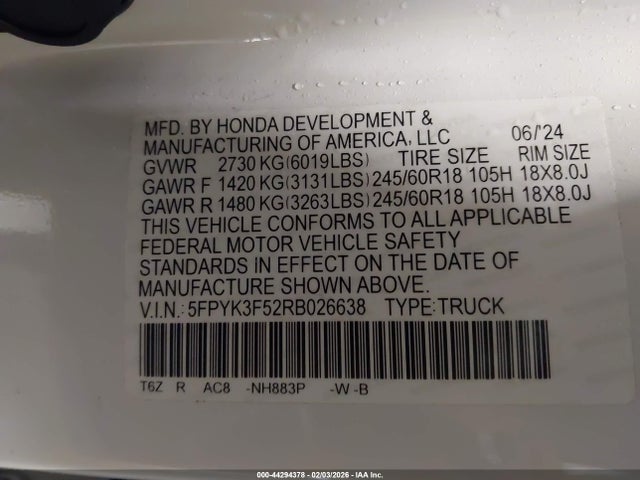 MFD. BY HONDA DEVELOPMENT &
MANUFACTURING OF AMERICA, LLC 06/'24
GVWR 2730 KG(6019LBS) TIRE SIZE RIM SIZE
GAWR F 1420 KG(3131LBS) 245/60R18 105H 18X8.0J
GAWR R 1480 KG(3263LBS) 245/60R18 105H 18X8.0J
THIS VEHICLE CONFORMS TO ALL APPLICABLE
FEDERAL MOTOR VEHICLE SAFETY
STANDARDS IN EFFECT ON THE DATE OF
MANUFACTURE SHOWN ABOVE.
V.I.N.: 5FPYK3F52RB026638 TYPE: TRUCK
T6Z R AC8 -NH883P -W -B
000-44294378 | 02/03/2026 - IAA Inc.